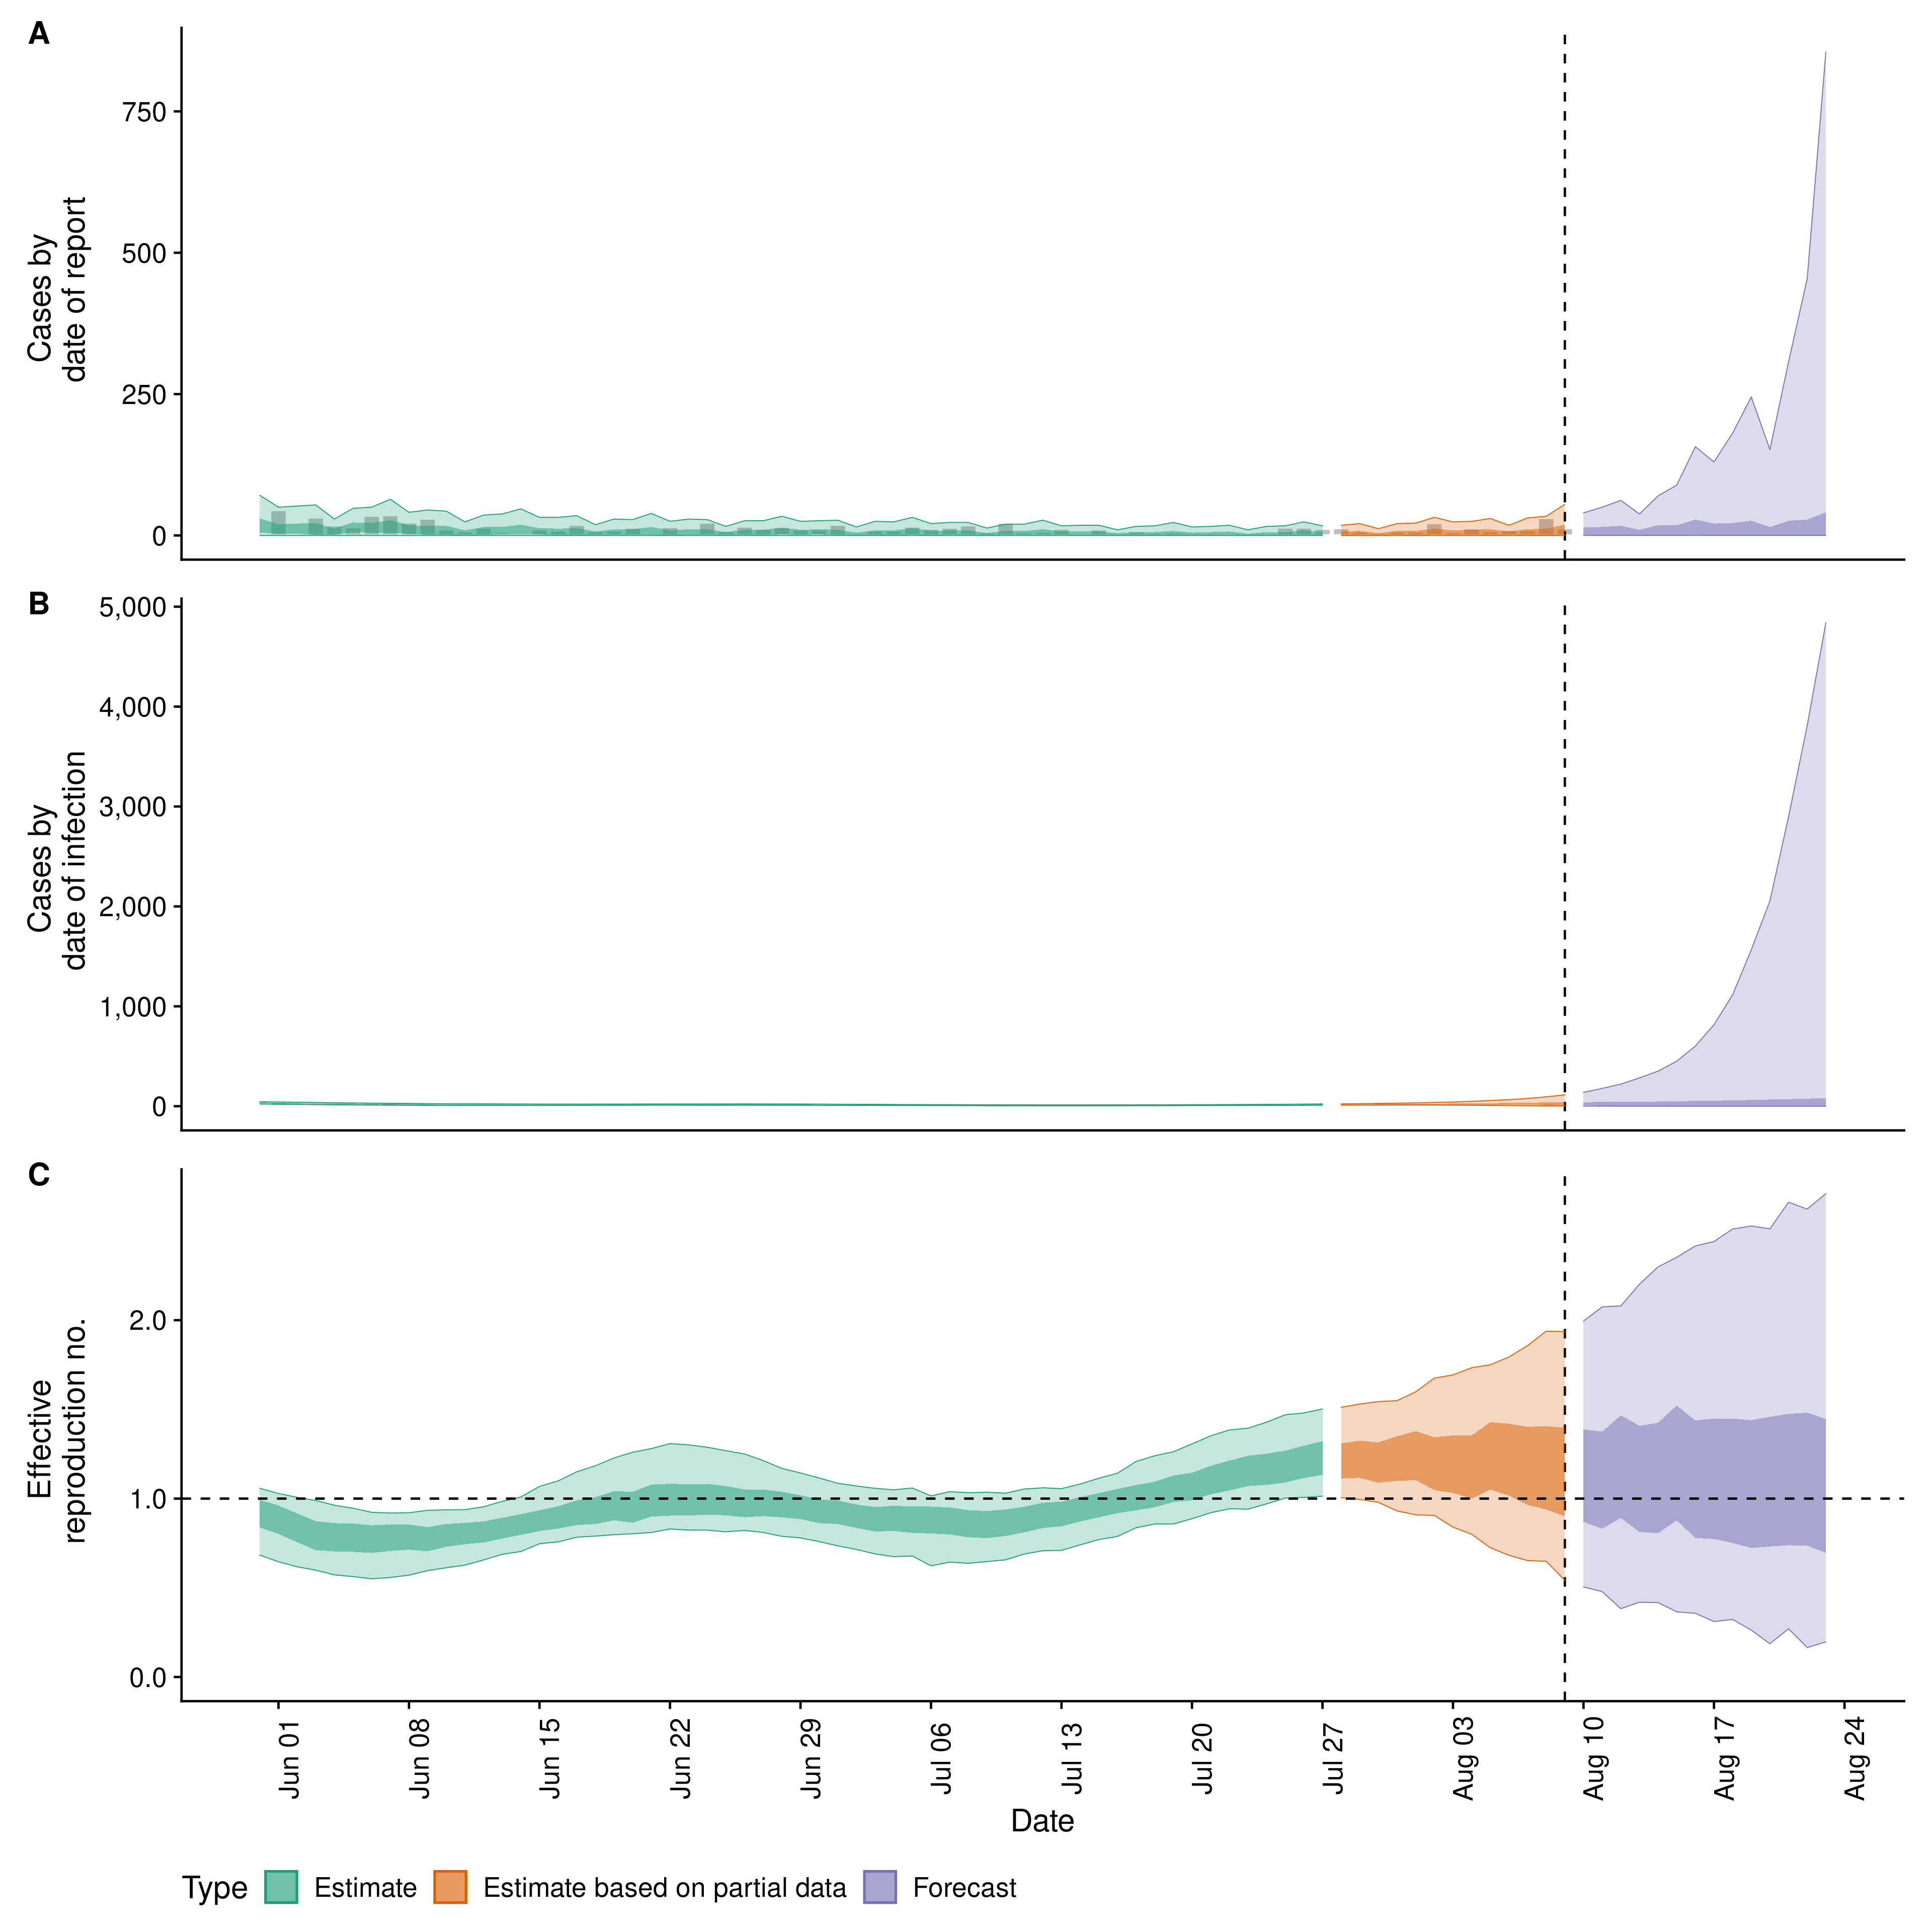 A
Cases by
date of report
750
500
250
0
B
Cases by
date of infection
5,000
4,000
3,000
2,000
1,000
0
C
Effective
reproduction no.
2.0
1.0
0.0
Jun 01
Jun 08
Jun 15
Jun 22
Jun 29
Jul 06
Jul 13
Jul 20
Jul 27
Aug 03
Aug 10
Aug 17
Aug 24
Date
Type Estimate Estimate based on partial data Forecast